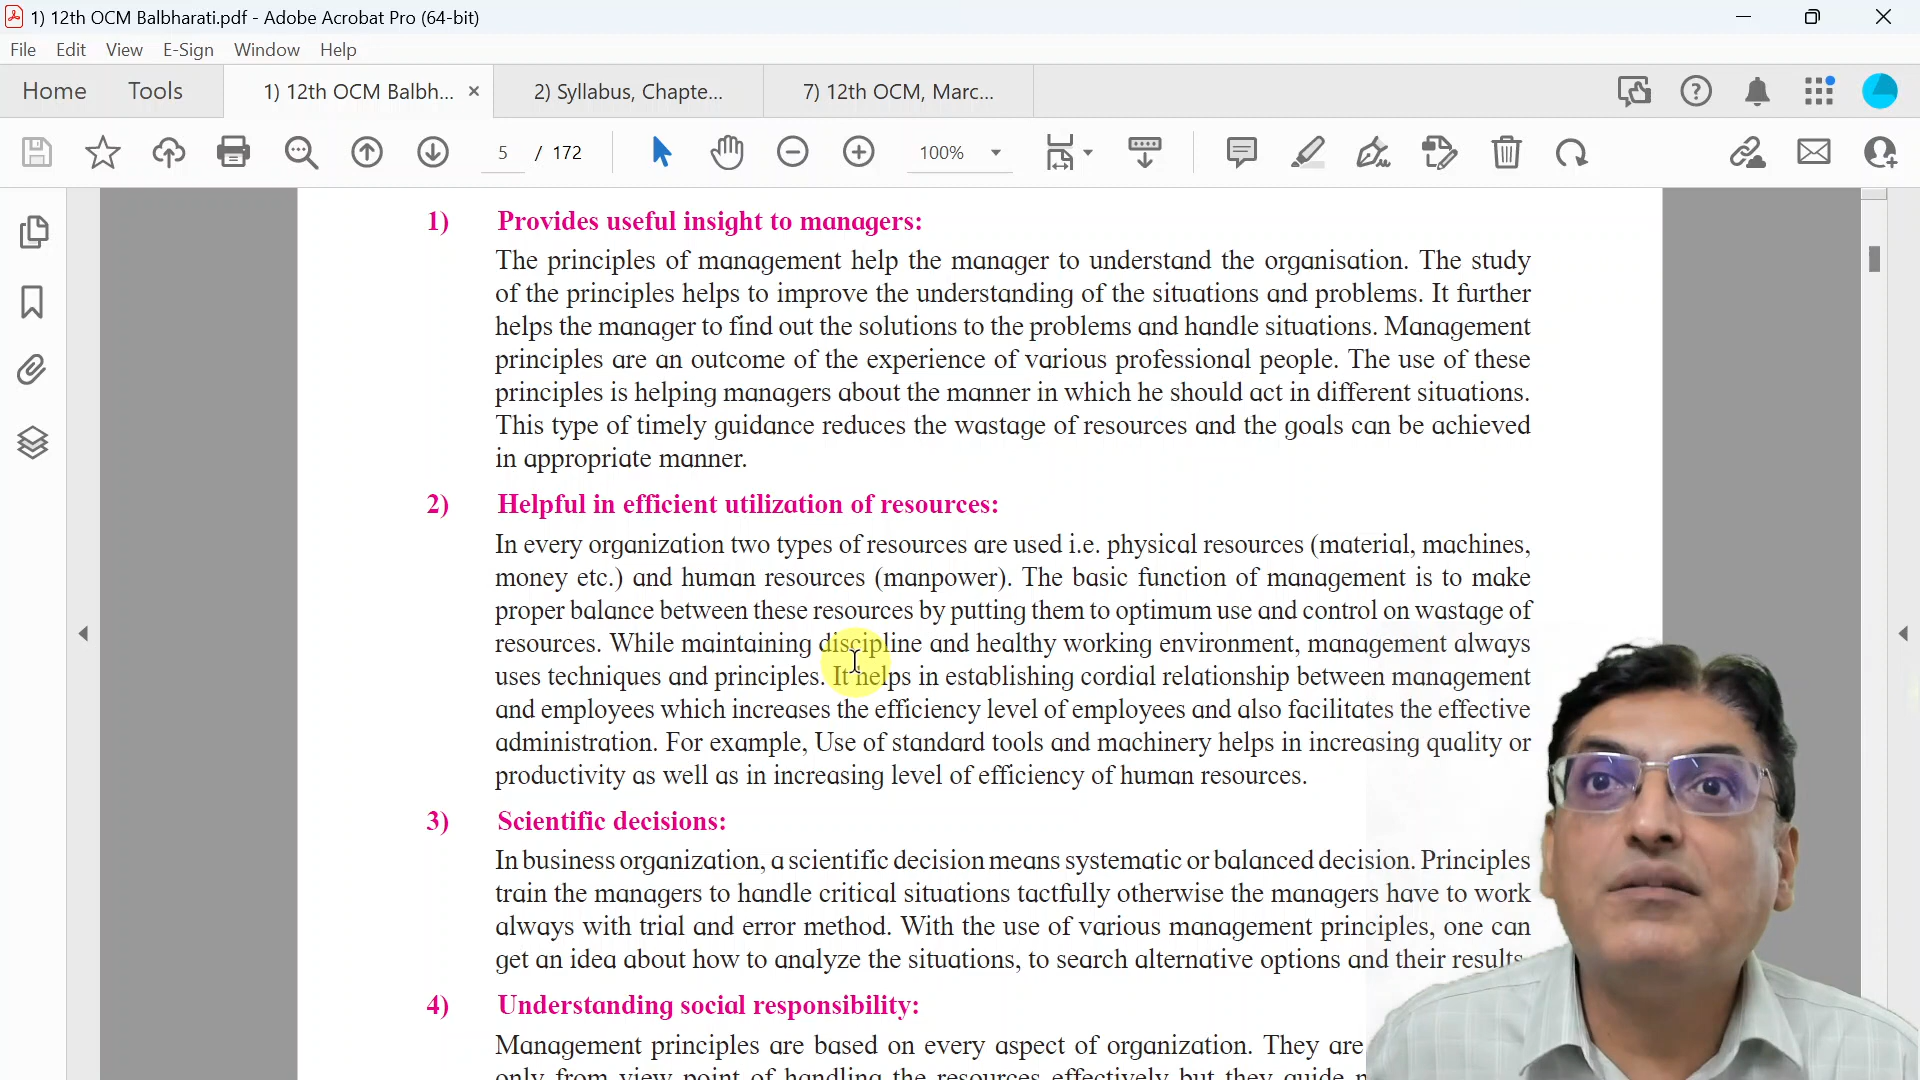 1) 12th OCM Balbharati.pdf - Adobe Acrobat Pro (64-bit)
File Edit View E-Sign Window Help
Home Tools 1) 12th OCM Balbh... × 2) Syllabus, Chapte... 7) 12th OCM, Marc...
5 / 172 100%
1) Provides useful insight to managers:
The principles of management help the manager to understand the organisation. The study
of the principles helps to improve the understanding of the situations and problems. It further
helps the manager to find out the solutions to the problems and handle situations. Management
principles are an outcome of the experience of various professional people. The use of these
principles is helping managers about the manner in which he should act in different situations.
This type of timely guidance reduces the wastage of resources and the goals can be achieved
in appropriate manner.
2) Helpful in efficient utilization of resources:
In every organization two types of resources are used i.e. physical resources (material, machines,
money etc.) and human resources (manpower). The basic function of management is to make
proper balance between these resources by putting them to optimum use and control on wastage of
resources. While maintaining discipline and healthy working environment, management always
uses techniques and principles. It helps in establishing cordial relationship between management
and employees which increases the efficiency level of employees and also facilitates the effective
administration. For example, Use of standard tools and machinery helps in increasing quality or
productivity as well as in increasing level of efficiency of human resources.
3) Scientific decisions:
In business organization, a scientific decision means systematic or balanced decision. Principles
train the managers to handle critical situations tactfully otherwise the managers have to work
always with trial and error method. With the use of various management principles, one can
get an idea about how to analyze the situations, to search alternative options and their results.
4) Understanding social responsibility:
Management principles are based on every aspect of organization. They are
only from view point of handling the resources effectively but they guide